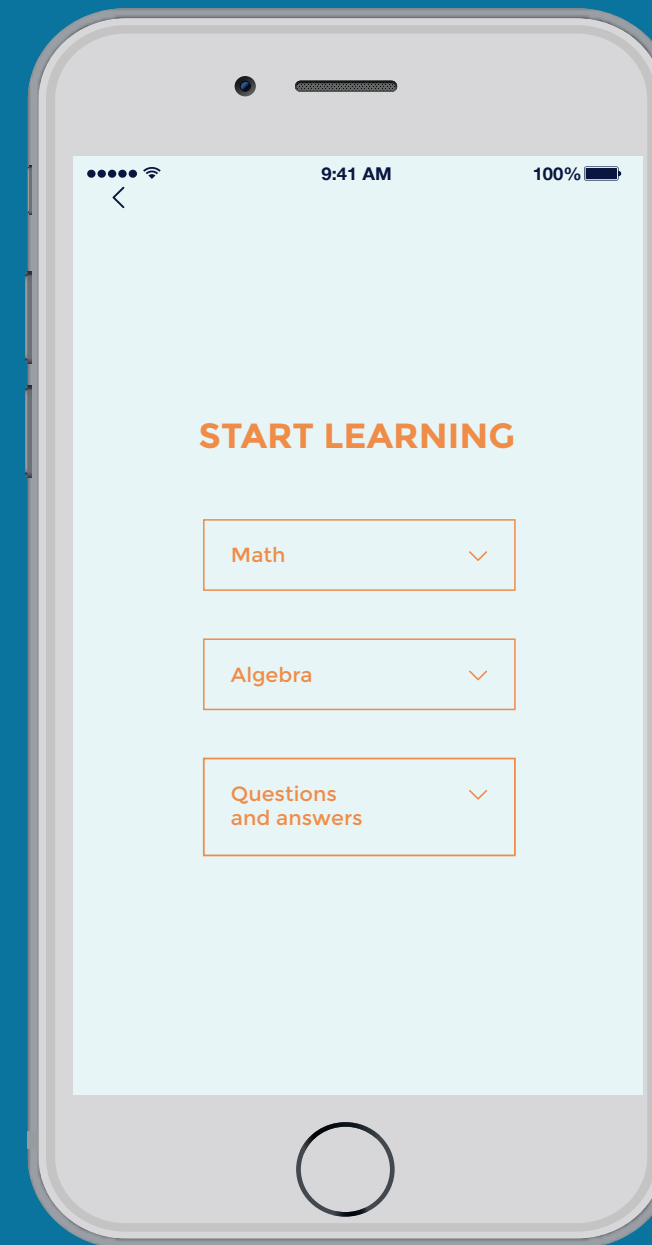 9:41 AM 100%
START LEARNING
Math
Algebra
Questions
and answers